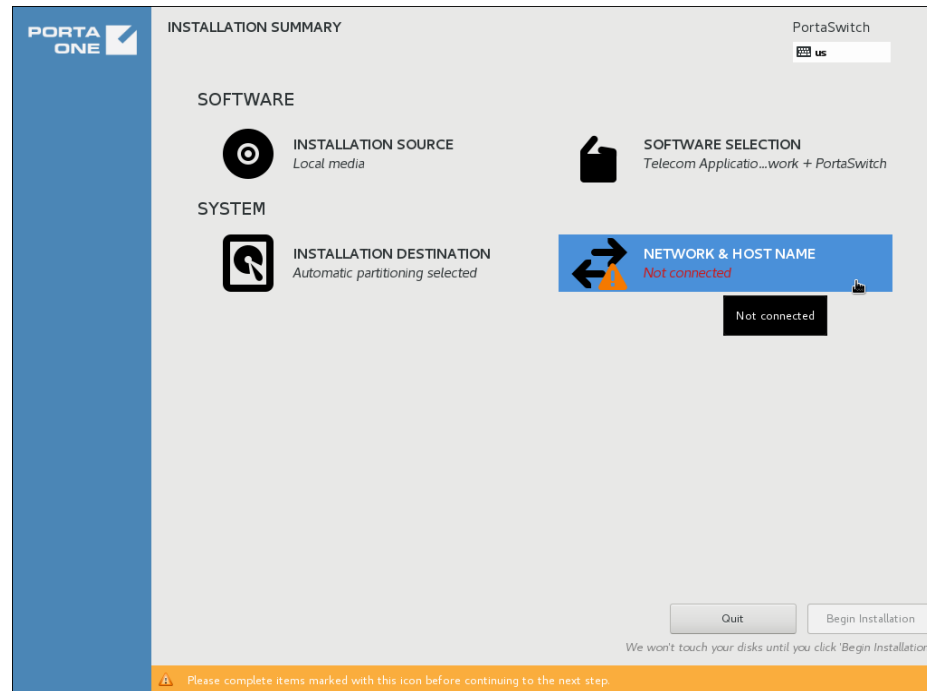 PORTA
ONE
INSTALLATION SUMMARY
PortaSwitch
us
SOFTWARE
INSTALLATION SOURCE
Local media
SOFTWARE SELECTION
Telecom Applicatio...work + PortaSwitch
SYSTEM
INSTALLATION DESTINATION
Automatic partitioning selected
NETWORK & HOST NAME
Not connected
Not connected
Quit
Begin Installation
We won't touch your disks until you click 'Begin Installation
Please complete items marked with this icon before continuing to the next step.